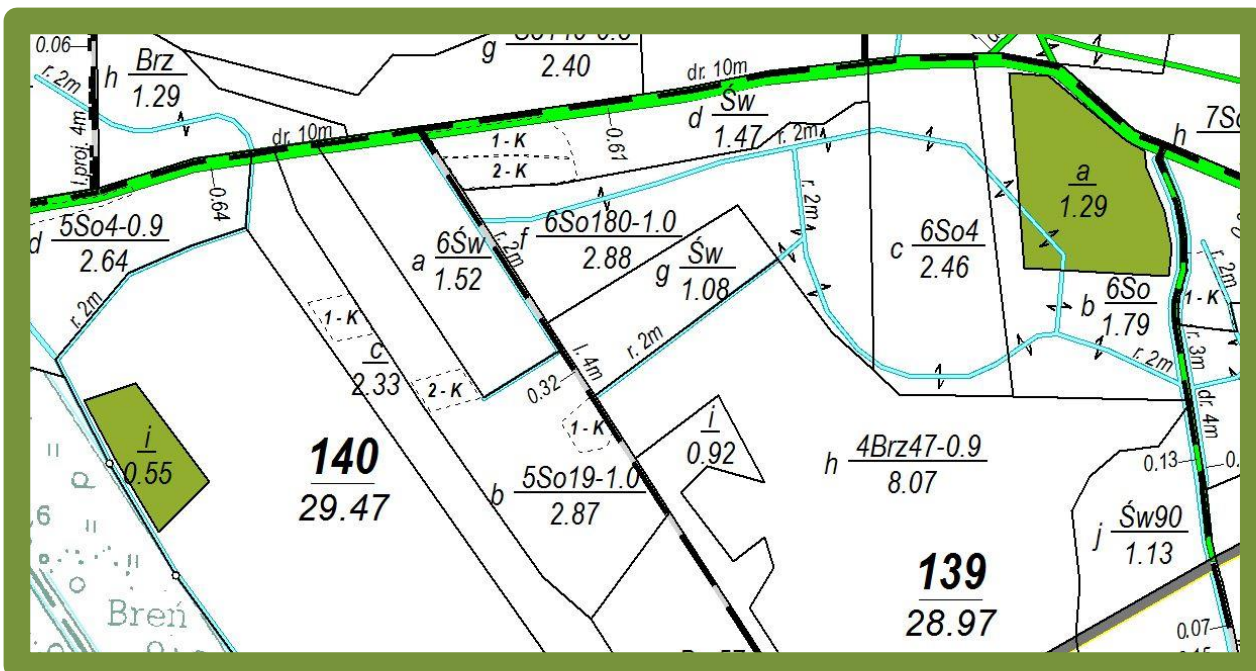 0.06
r. 2m
h Brz
1.29
l.proj. 4m
g
2.40
dr. 10m
d Św
1.47
r. 2m
h 7So
dr. 10m
0.64
1 - K
2 - K
0.61
a
1.29
d 5So4-0.9
2.64
r. 2m
a 6Św
1.52
r. 2m
f 6So180-1.0
2.88
g Św
1.08
r. 2m
c 6So4
2.46
b 6So
1.79
r. 2m
1 - K
r. 3m
r. 2m
dr. 4m
1 - K
c
2.33
2 - K
0.32
l. 4m
r. 2m
1 - K
i
0.92
i
0.55
140
29.47
b 5So19-1.0
2.87
h 4Brz47-0.9
8.07
0.13
j Św90
1.13
139
28.97
0.07
6
Breń